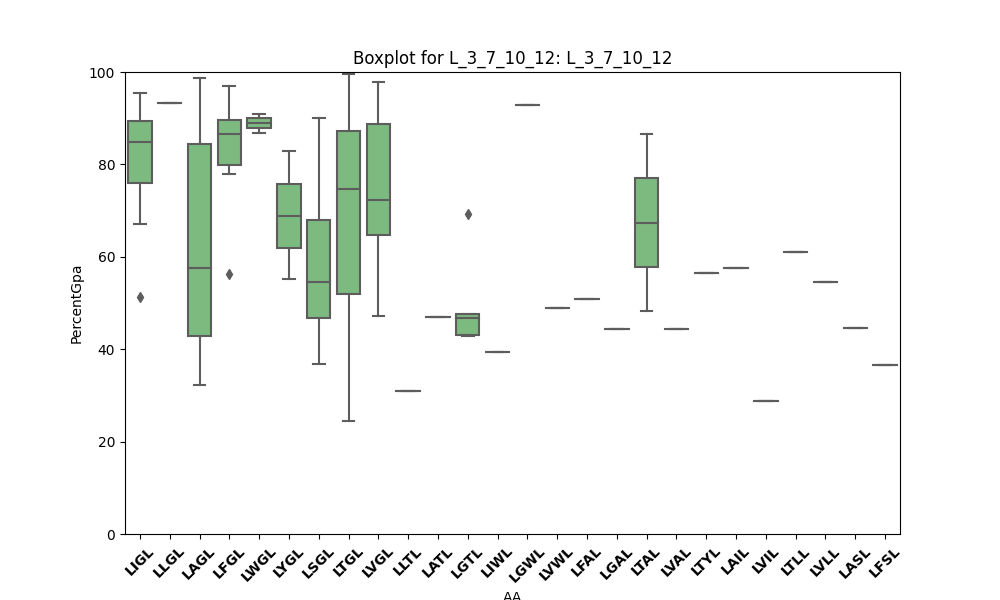 Boxplot for L_3_7_10_12: L_3_7_10_12
PercentGpa
100
80
60
40
20
0
LIGL LLGL LAGL LFGL LWGL LYGL LSGL LTGL LVGL LLTL LATL LGTL LIWL LGWL LVWL LFAL LGAL LTAL LVAL LTYL LAIL LVIL LTLL LVLL LASL LFSL
AA